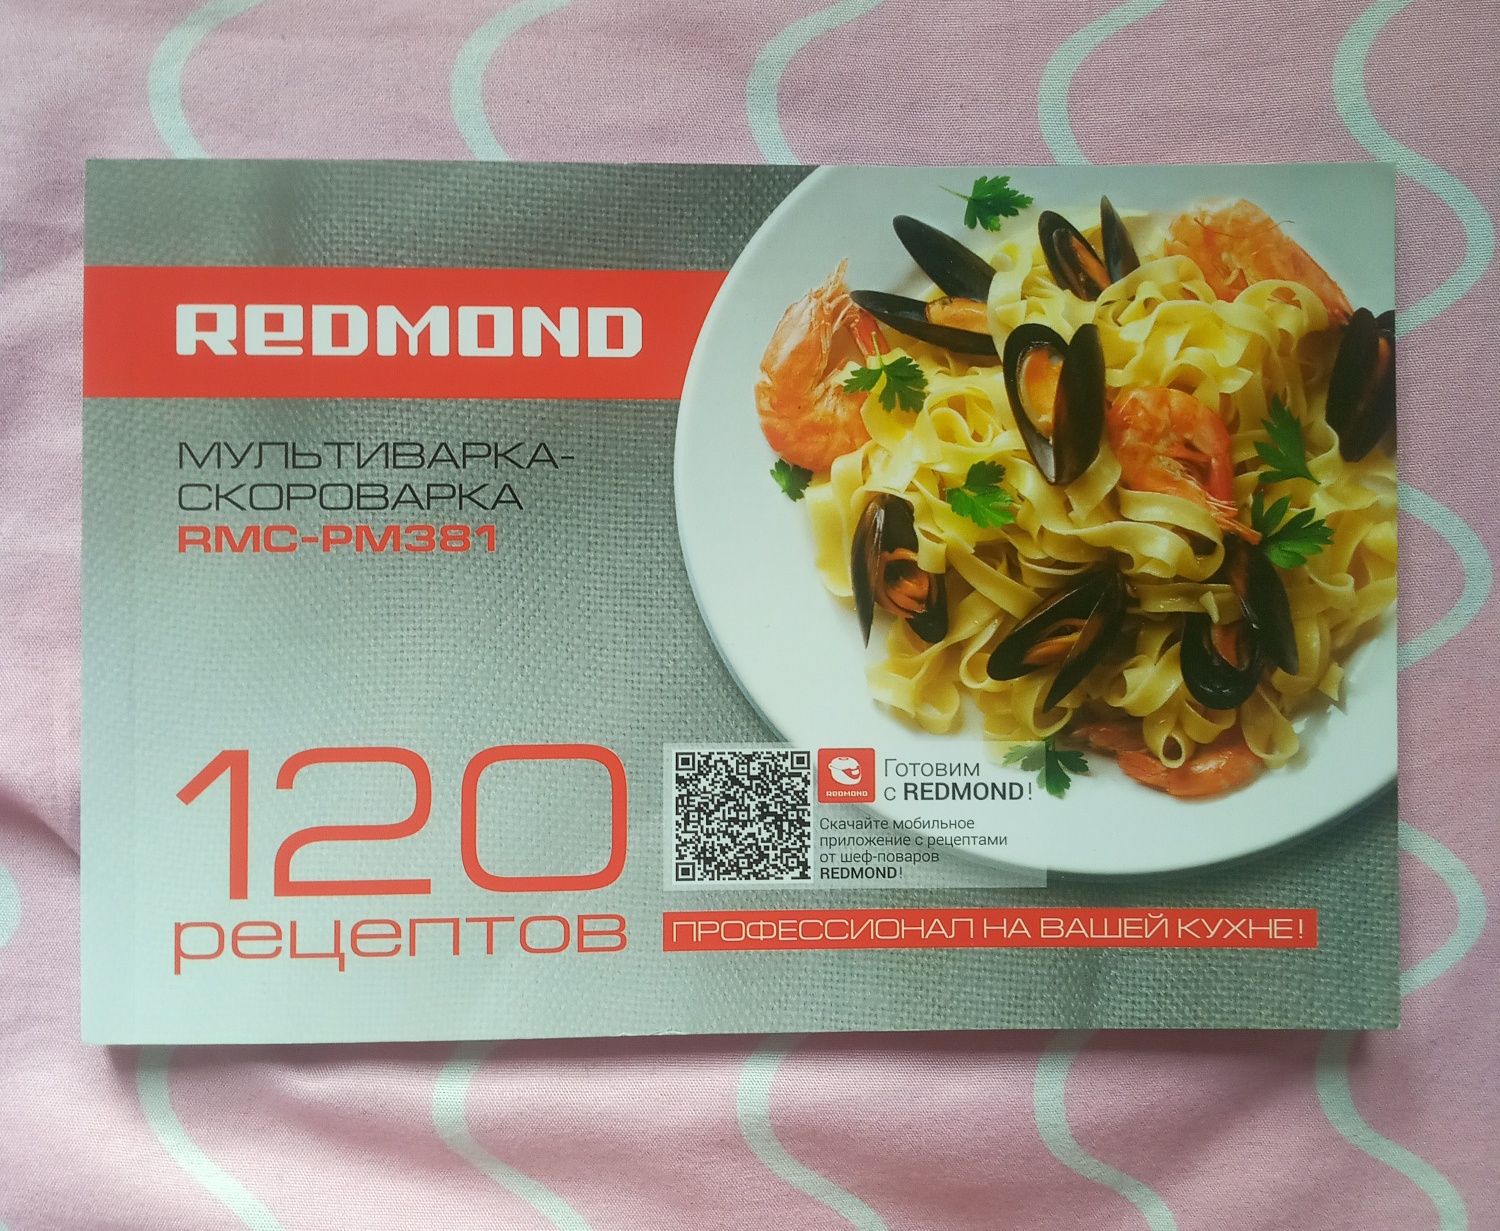 REDMOND
МУЛЬТИВАРКА-
СКОРОВАРКА
RMC-PM381
120
рецептов
REDMOND
Готовим
с REDMOND!
Скачайте мобильное
приложение с рецептами
от шеф-поваров
REDMOND!
ПРОФЕССИОНАЛ НА ВАШЕЙ КУХНЕ!